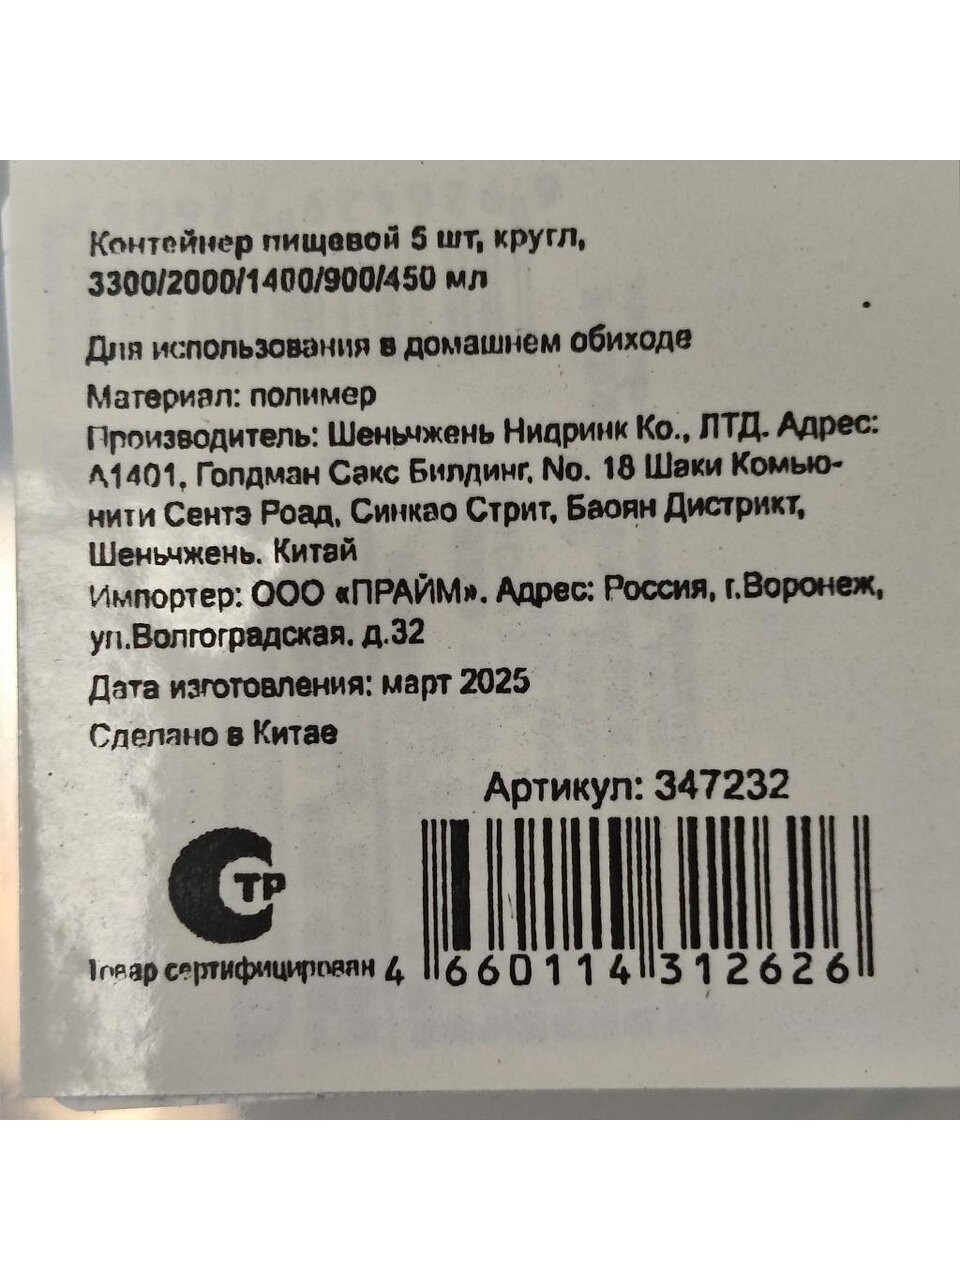 Контейнер пищевой 5 шт, кругл,
3300/2000/1400/900/450 мл
Для использования в домашнем обиходе
Материал: полимер
Производитель: Шеньчжень Нидринк Ко., ЛТД. Адрес:
А1401, Голдман Сакс Билдинг, No. 18 Шаки Комью-
нити Сентэ Роад, Синкао Стрит, Баоян Дистрикт,
Шеньчжень. Китай
Импортер: ООО «ПРАЙМ». Адрес: Россия, г.Воронеж,
ул.Волгоградская. д.32
Дата изготовления: март 2025
Сделано в Китае
Артикул: 347232
СТР
Товар сертифицирован
4 660114 312626